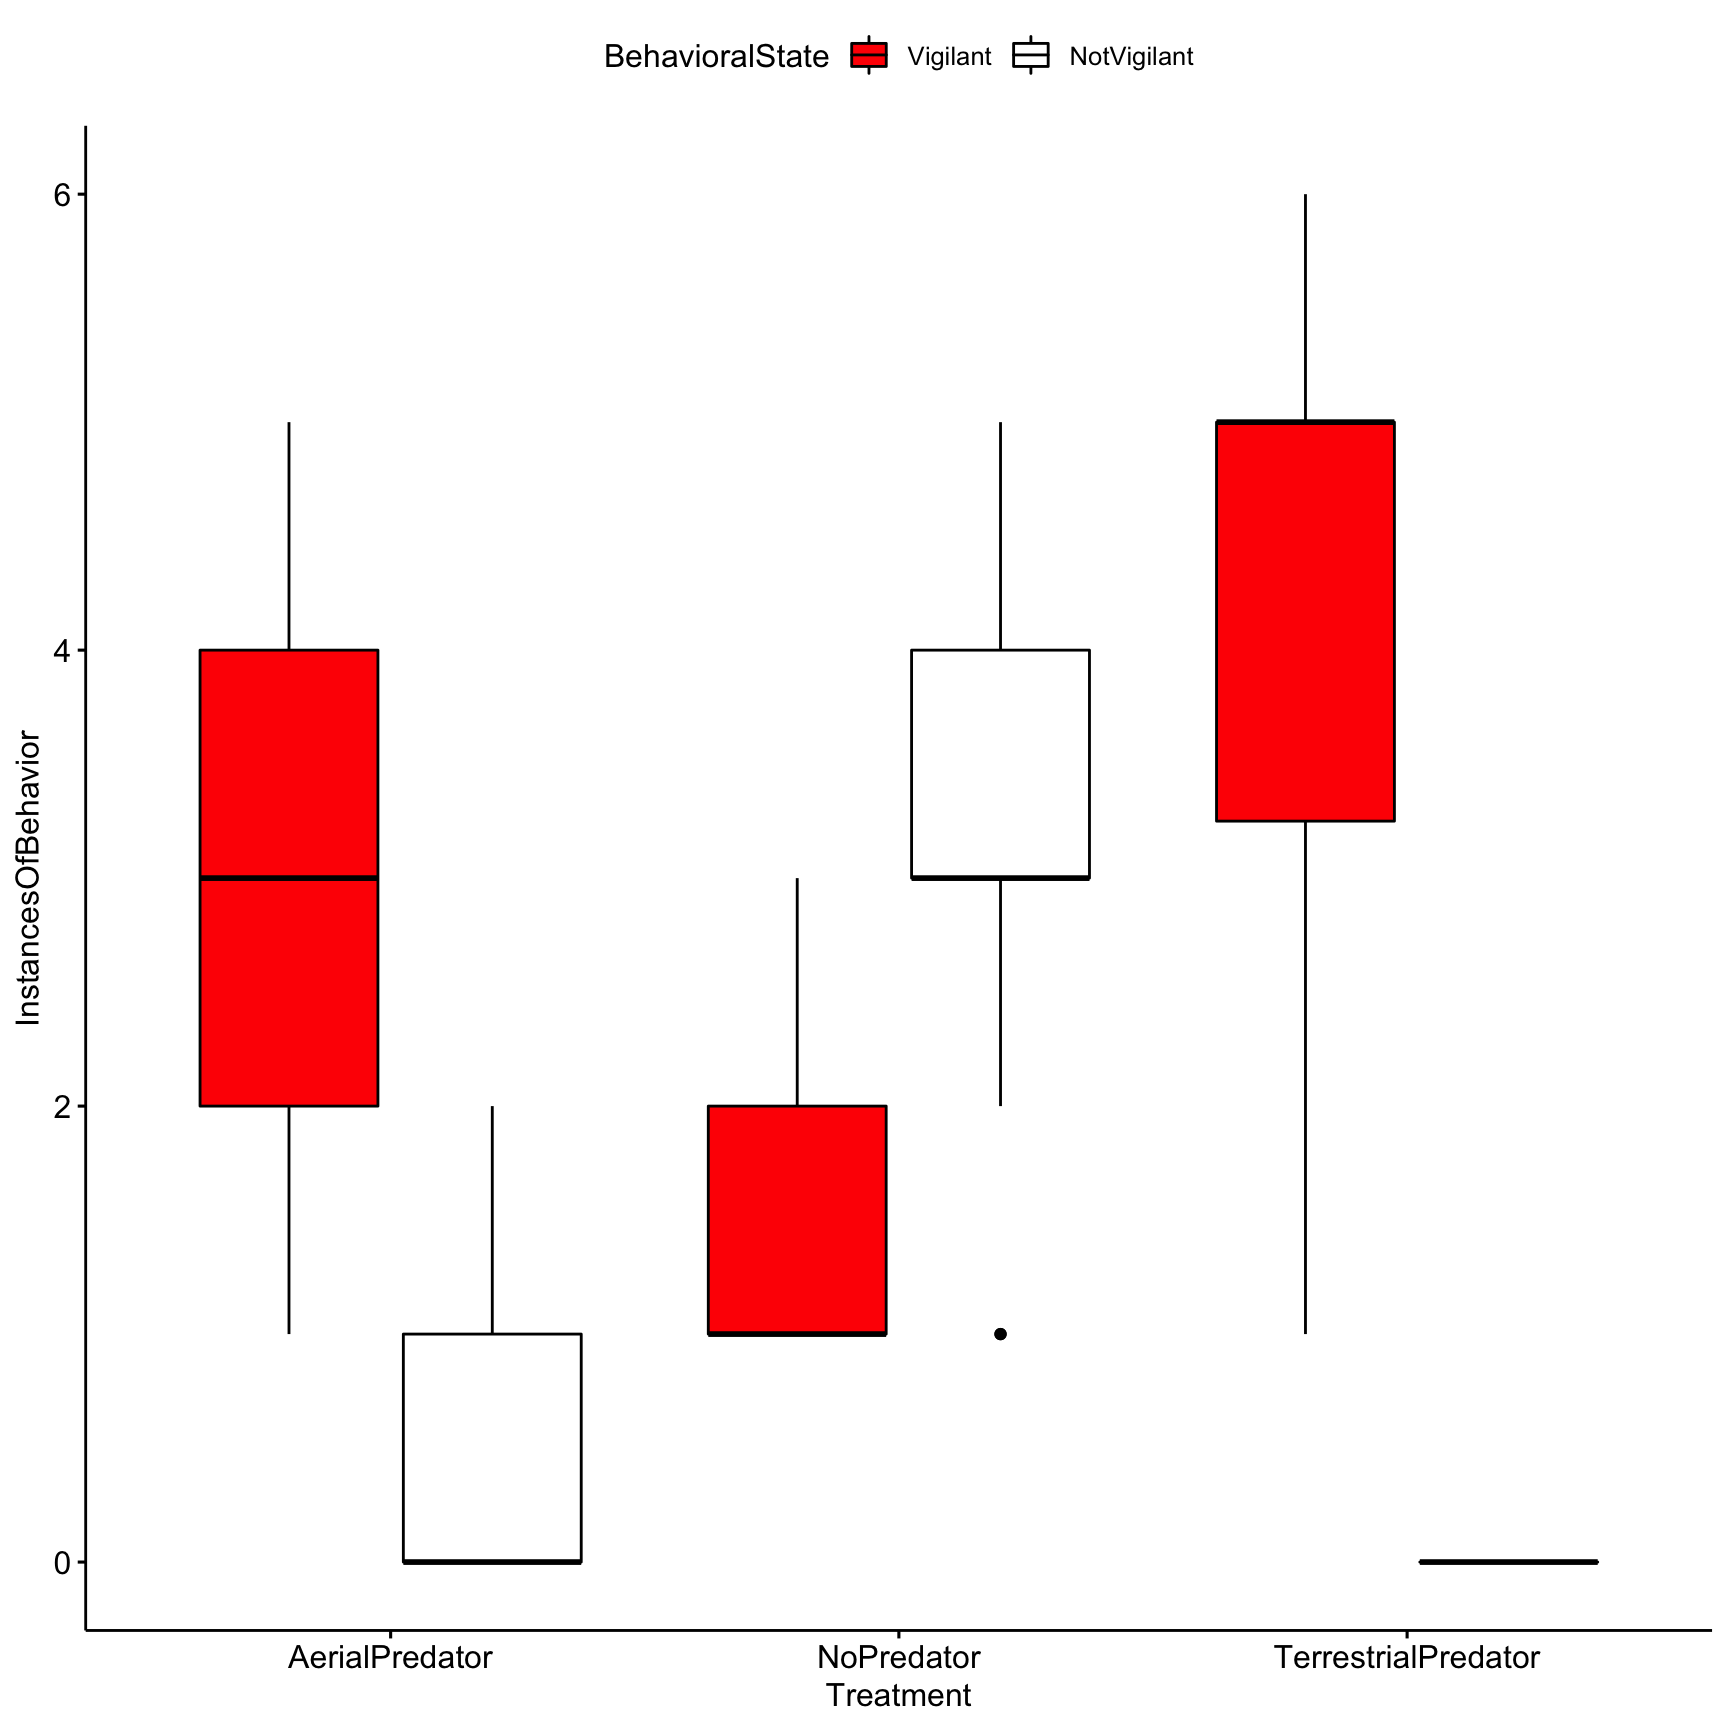 BehavioralState Vigilant NotVigilant
6
4
2
0
InstancesOfBehavior
AerialPredator NoPredator TerrestrialPredator
Treatment